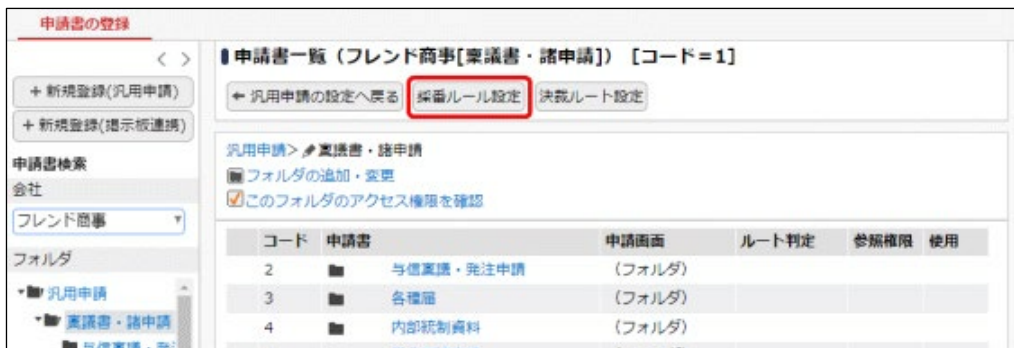 申請書の登録
< >
+ 新規登録(汎用申請)
+ 新規登録(掲示板連携)
申請書検索
会社
フレンド商事
フォルダ
汎用申請
稟議書・諸申請
申請書一覧（フレンド商事[稟議書・諸申請]） [コード=1]
← 汎用申請の設定へ戻る 採番ルール設定 決裁ルート設定
汎用申請> 稟議書・諸申請
フォルダの追加・変更
このフォルダのアクセス権限を確認
コード 申請書 申請画面 ルート判定 参照権限 使用
2 与信稟議・発注申請 （フォルダ）
3 各種届 （フォルダ）
4 内部統制資料 （フォルダ）